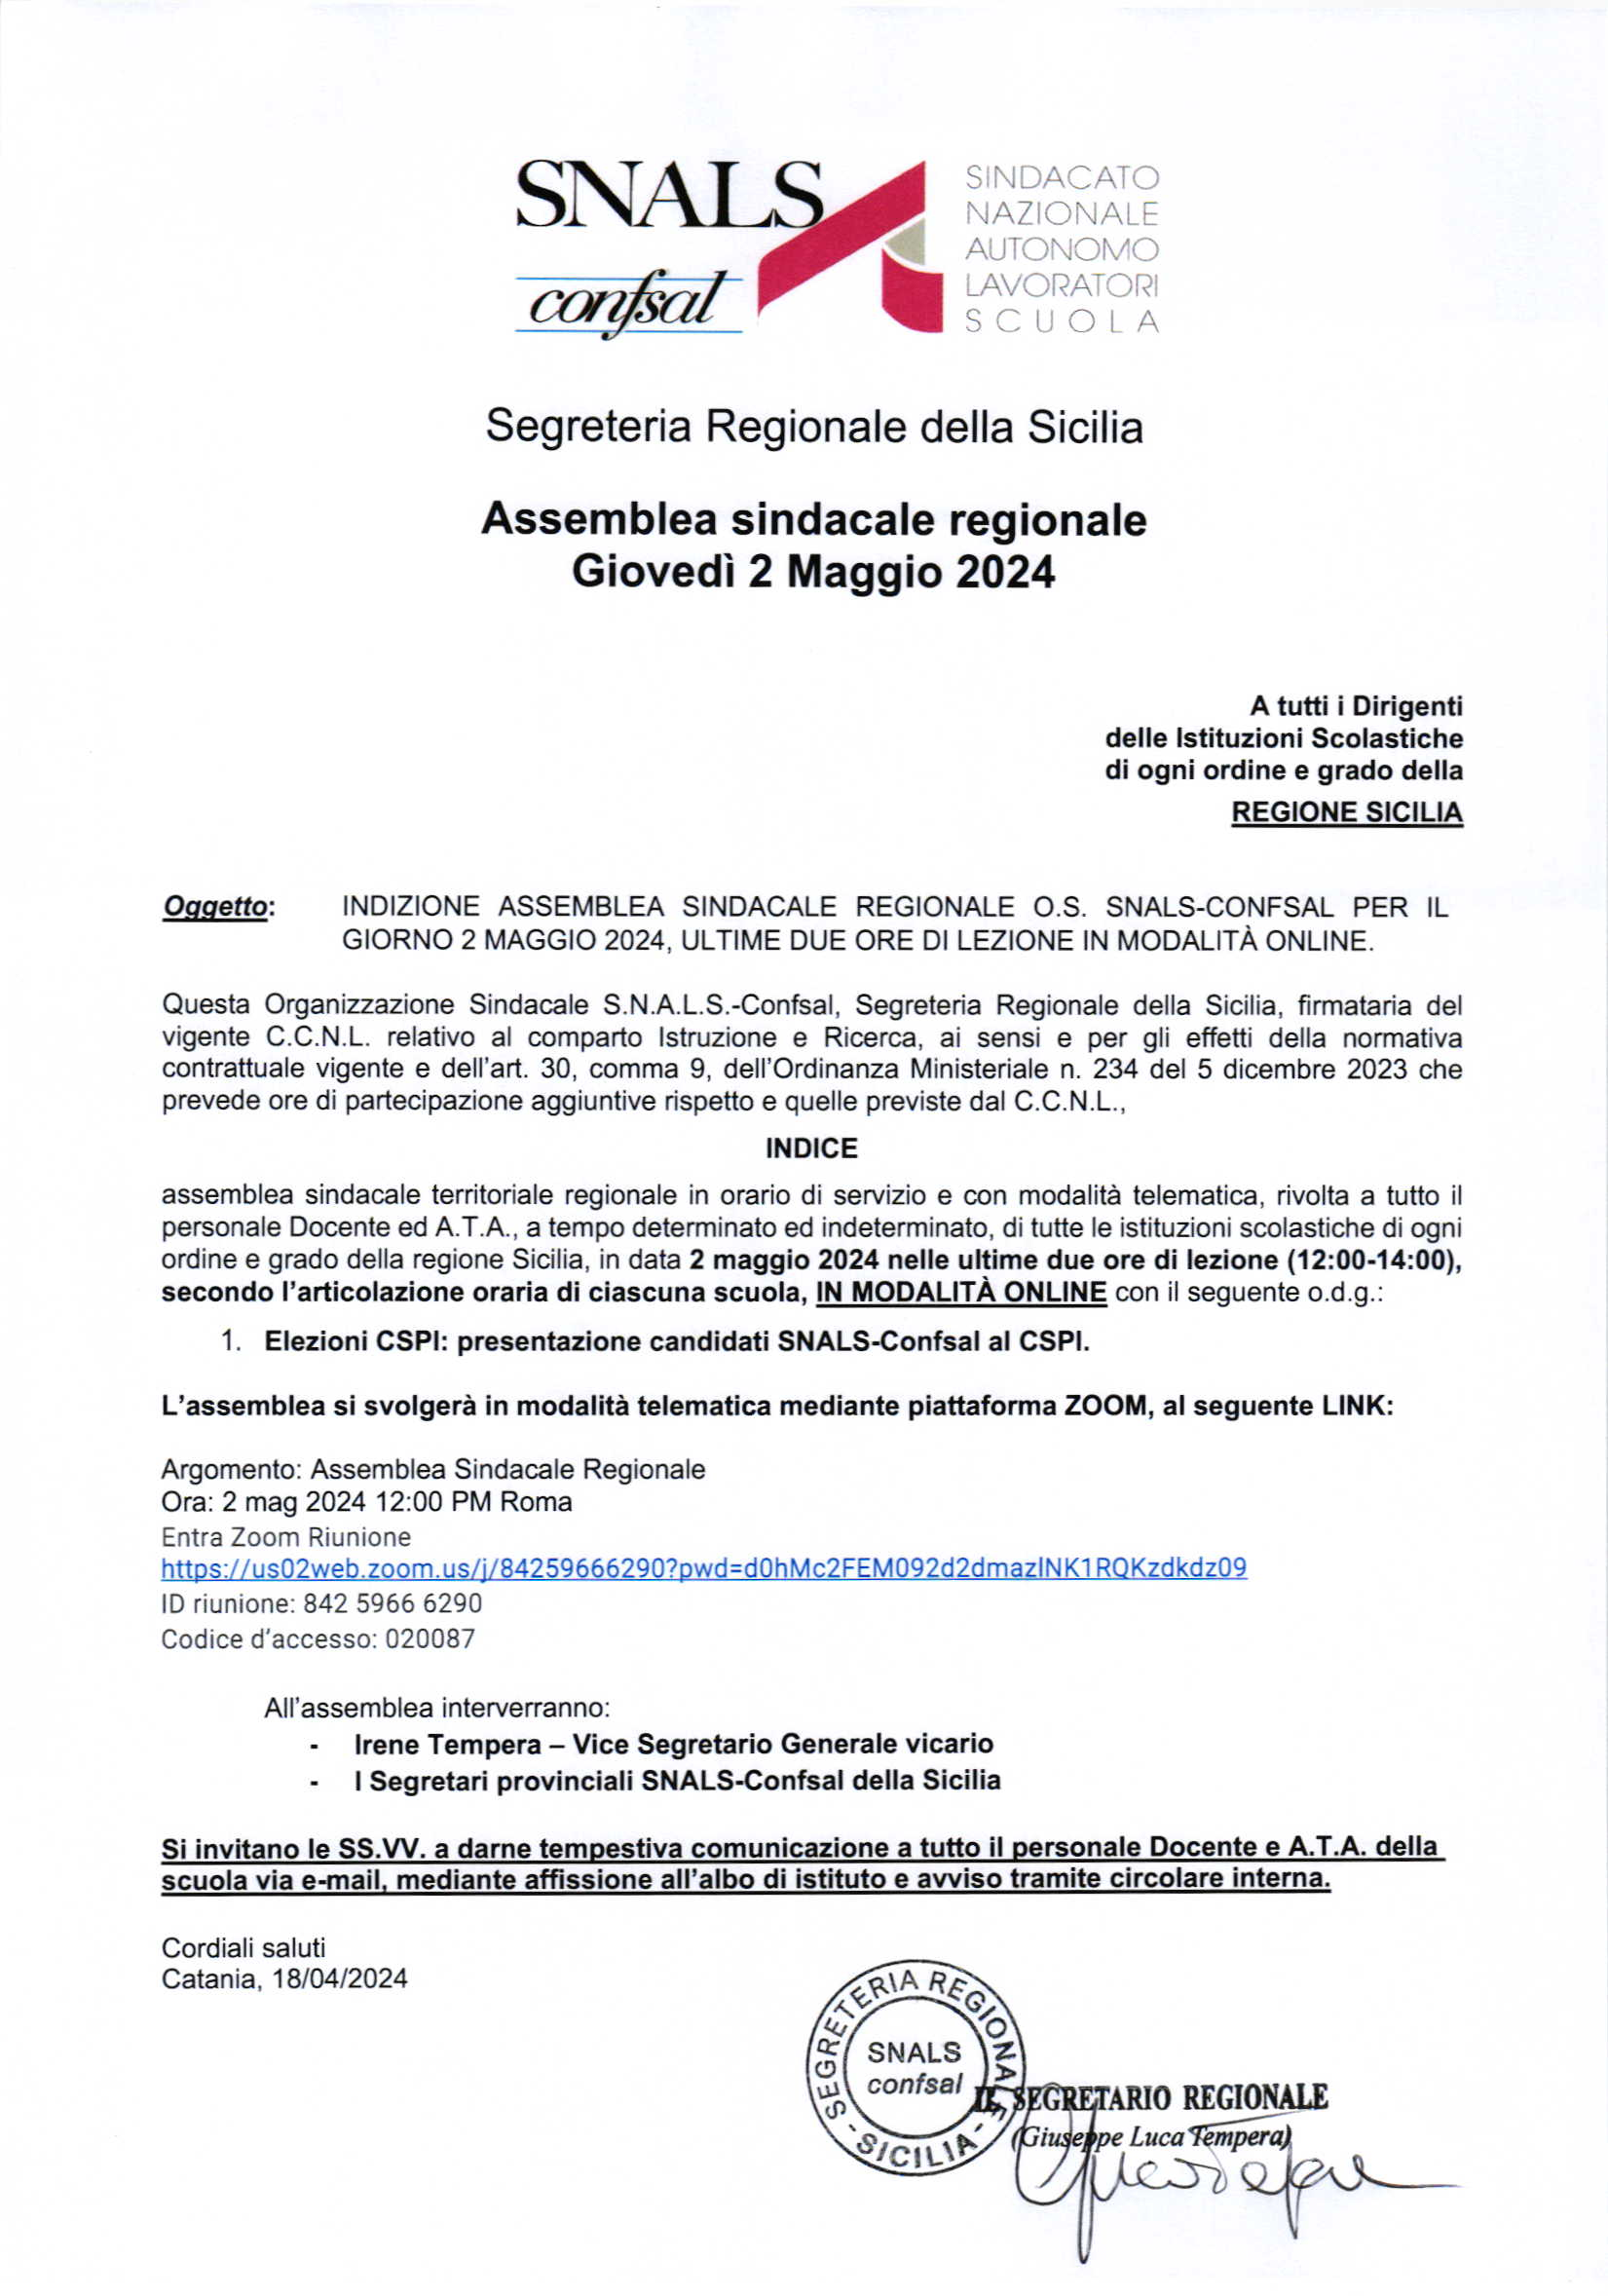 SNALS
confsal
SINDACATO
NAZIONALE
AUTONOMO
LAVORATORI
SCUOLA
Segreteria Regionale della Sicilia
Assemblea sindacale regionale
Giovedì 2 Maggio 2024
A tutti i Dirigenti
delle Istituzioni Scolastiche
di ogni ordine e grado della
REGIONE SICILIA
Oggetto: INDIZIONE ASSEMBLEA SINDACALE REGIONALE O.S. SNALS-CONFSAL PER IL
GIORNO 2 MAGGIO 2024, ULTIME DUE ORE DI LEZIONE IN MODALITÀ ONLINE.
Questa Organizzazione Sindacale S.N.A.L.S.-Confsal, Segreteria Regionale della Sicilia, firmataria del
vigente C.C.N.L. relativo al comparto Istruzione e Ricerca, ai sensi e per gli effetti della normativa
contrattuale vigente e dell'art. 30, comma 9, dell'Ordinanza Ministeriale n. 234 del 5 dicembre 2023 che
prevede ore di partecipazione aggiuntive rispetto e quelle previste dal C.C.N.L.,
INDICE
assemblea sindacale territoriale regionale in orario di servizio e con modalità telematica, rivolta a tutto il
personale Docente ed A.T.A., a tempo determinato ed indeterminato, di tutte le istituzioni scolastiche di ogni
ordine e grado della regione Sicilia, in data 2 maggio 2024 nelle ultime due ore di lezione (12:00-14:00),
secondo l'articolazione oraria di ciascuna scuola, IN MODALITÀ ONLINE con il seguente o.d.g.:
1. Elezioni CSPI: presentazione candidati SNALS-Confsal al CSPI.
L'assemblea si svolgerà in modalità telematica mediante piattaforma ZOOM, al seguente LINK:
Argomento: Assemblea Sindacale Regionale
Ora: 2 mag 2024 12:00 PM Roma
Entra Zoom Riunione
https://us02web.zoom.us/j/84259666290?pwd=d0hMc2FEM092d2dmazlNK1RQKzdkdz09
ID riunione: 842 5966 6290
Codice d'accesso: 020087
All'assemblea interverranno:
- Irene Tempera – Vice Segretario Generale vicario
- I Segretari provinciali SNALS-Confsal della Sicilia
Si invitano le SS.VV. a darne tempestiva comunicazione a tutto il personale Docente e A.T.A. della
scuola via e-mail, mediante affissione all'albo di istituto e avviso tramite circolare interna.
Cordiali saluti
Catania, 18/04/2024
SEGRETERIA REGIONALE - SICILIA -
SNALS
confsal
IL SEGRETARIO REGIONALE
(Giuseppe Luca Tempera)